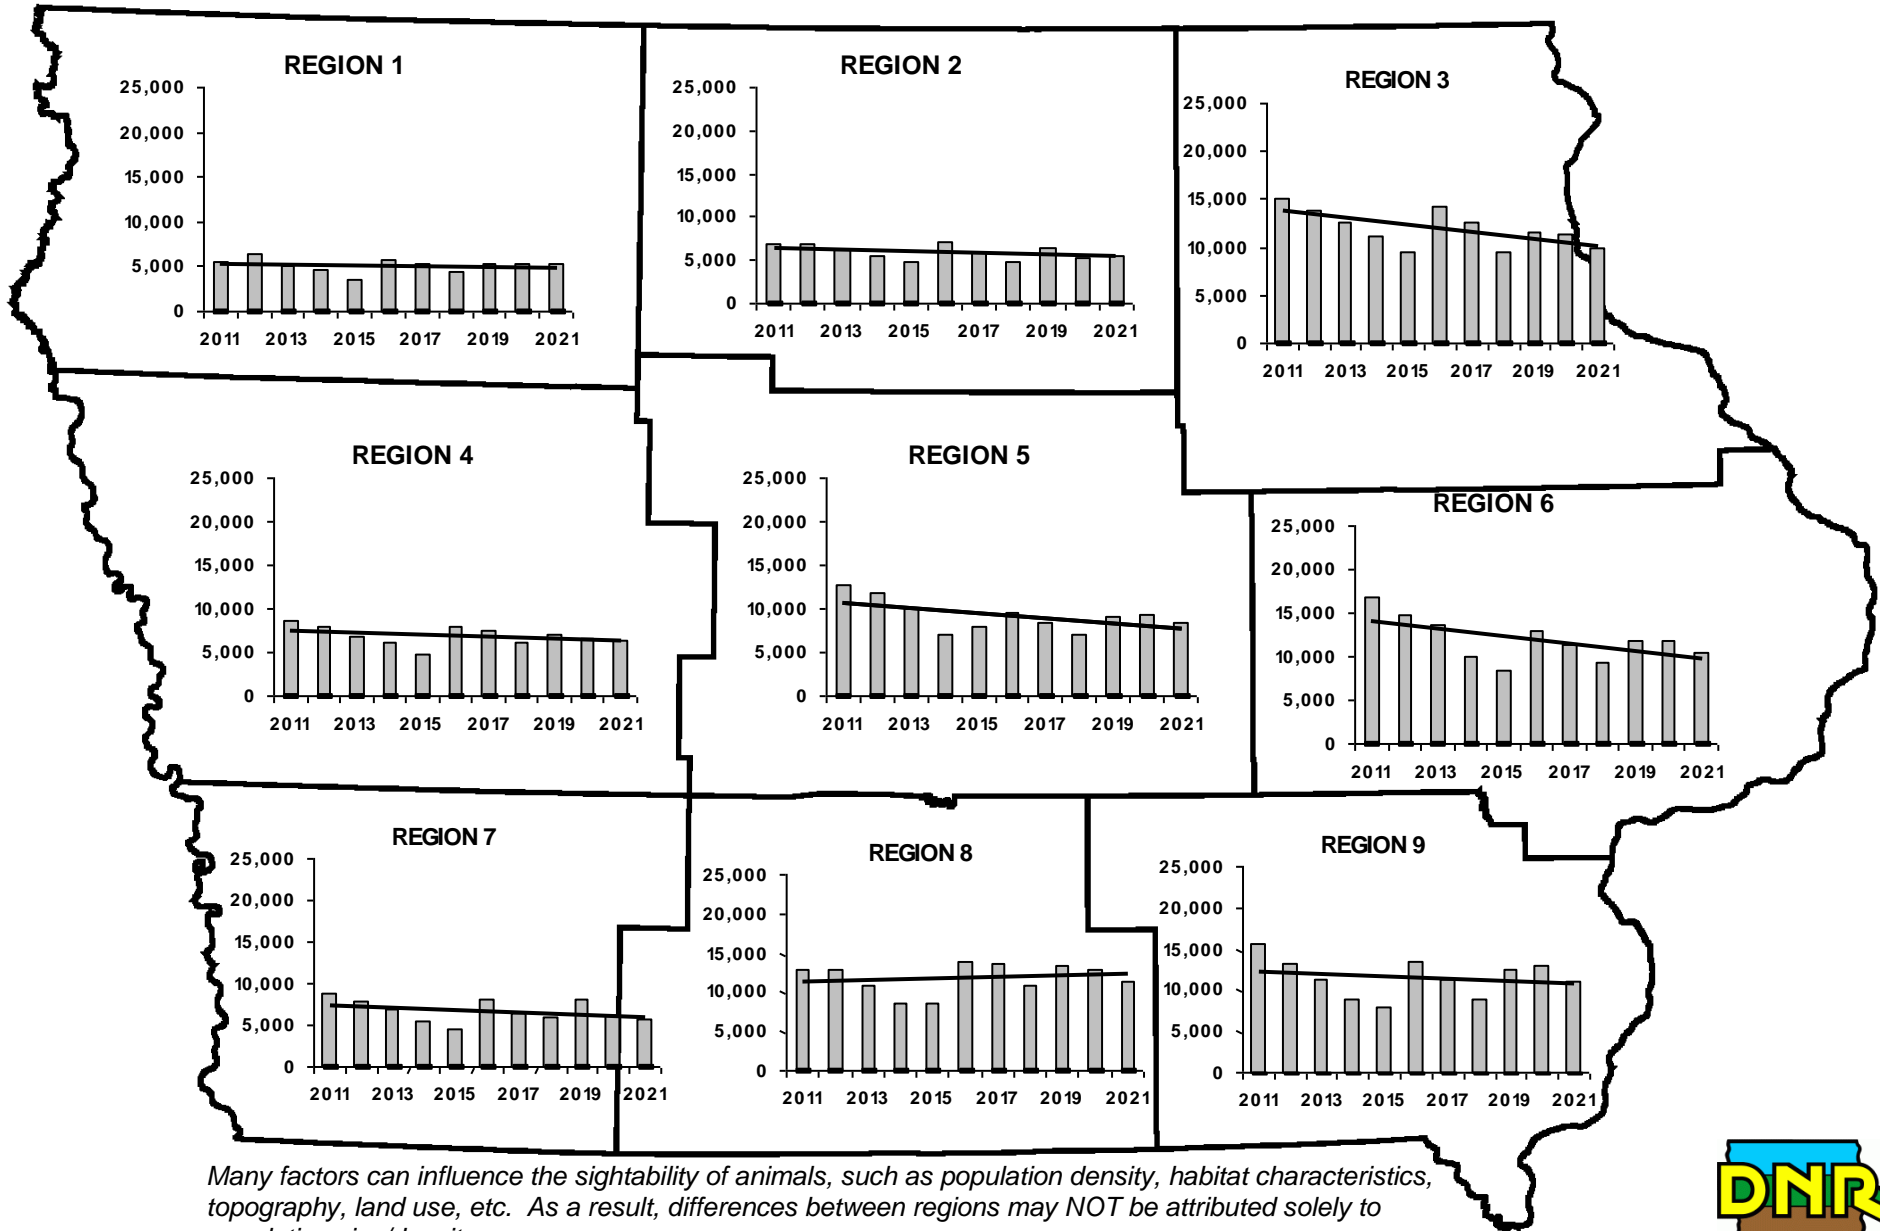 REGION 1
25,000
20,000
15,000
10,000
5,000
0
2011 2013 2015 2017 2019 2021
REGION 2
25,000
20,000
15,000
10,000
5,000
0
2011 2013 2015 2017 2019 2021
REGION 3
25,000
20,000
15,000
10,000
5,000
0
2011 2013 2015 2017 2019 2021
REGION 4
25,000
20,000
15,000
10,000
5,000
0
2011 2013 2015 2017 2019 2021
REGION 5
25,000
20,000
15,000
10,000
5,000
0
2011 2013 2015 2017 2019 2021
REGION 6
25,000
20,000
15,000
10,000
5,000
0
2011 2013 2015 2017 2019 2021
REGION 7
25,000
20,000
15,000
10,000
5,000
0
2011 2013 2015 2017 2019 2021
REGION 8
25,000
20,000
15,000
10,000
5,000
0
2011 2013 2015 2017 2019 2021
REGION 9
25,000
20,000
15,000
10,000
5,000
0
2011 2013 2015 2017 2019 2021
Many factors can influence the sightability of animals, such as population density, habitat characteristics,
topography, land use, etc. As a result, differences between regions may NOT be attributed solely to
DNR